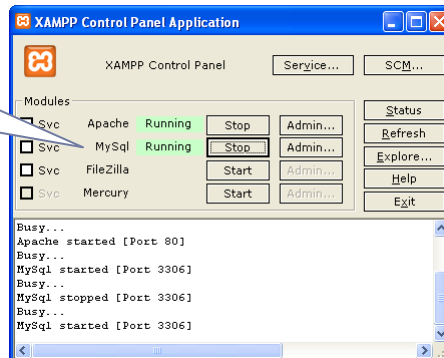 XAMPP Control Panel Application
XAMPP Control Panel
Service...
SCM...
Modules
Svc Apache Running Stop Admin...
Svc MySql Running Stop Admin...
Svc FileZilla Start Admin...
Svc Mercury Start Admin...
Status
Refresh
Explore...
Help
Exit
Busy...
Apache started [Port 80]
Busy...
MySql started [Port 3306]
Busy...
MySql stopped [Port 3306]
Busy...
MySql started [Port 3306]